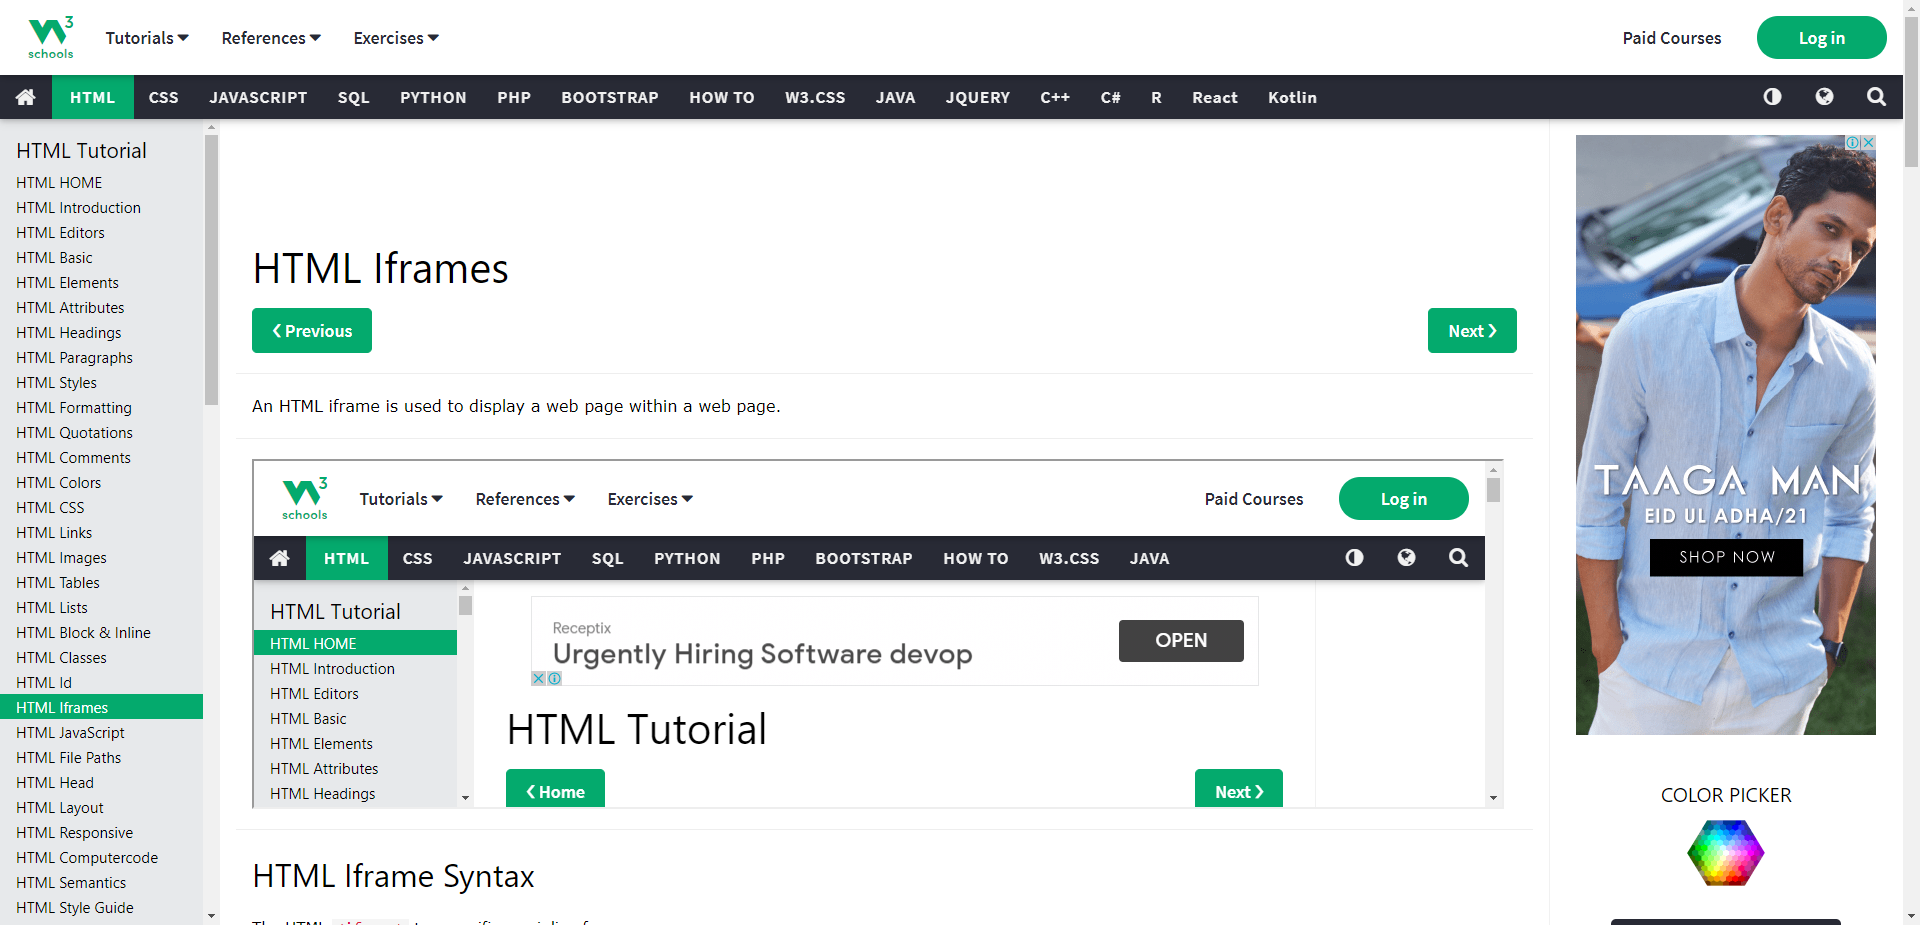 W3 schools
Tutorials References Exercises Paid Courses Log in
HTML CSS JAVASCRIPT SQL PYTHON PHP BOOTSTRAP HOW TO W3.CSS JAVA JQUERY C++ C# R React Kotlin
HTML Tutorial
HTML HOME
HTML Introduction
HTML Editors
HTML Basic
HTML Elements
HTML Attributes
HTML Headings
HTML Paragraphs
HTML Styles
HTML Formatting
HTML Quotations
HTML Comments
HTML Colors
HTML CSS
HTML Links
HTML Images
HTML Tables
HTML Lists
HTML Block & Inline
HTML Classes
HTML Id
HTML Iframes
HTML JavaScript
HTML File Paths
HTML Head
HTML Layout
HTML Responsive
HTML Computercode
HTML Semantics
HTML Style Guide
HTML Iframes
❮ Previous Next ❯
An HTML iframe is used to display a web page within a web page.
W3 schools
Tutorials References Exercises Paid Courses Log in
HTML CSS JAVASCRIPT SQL PYTHON PHP BOOTSTRAP HOW TO W3.CSS JAVA
HTML Tutorial
HTML HOME
HTML Introduction
HTML Editors
HTML Basic
HTML Elements
HTML Attributes
HTML Headings
Receptix
Urgently Hiring Software devop
OPEN
HTML Tutorial
❮ Home Next ❯
HTML Iframe Syntax
TAAGA MAN
EID UL ADHA/21
SHOP NOW
COLOR PICKER